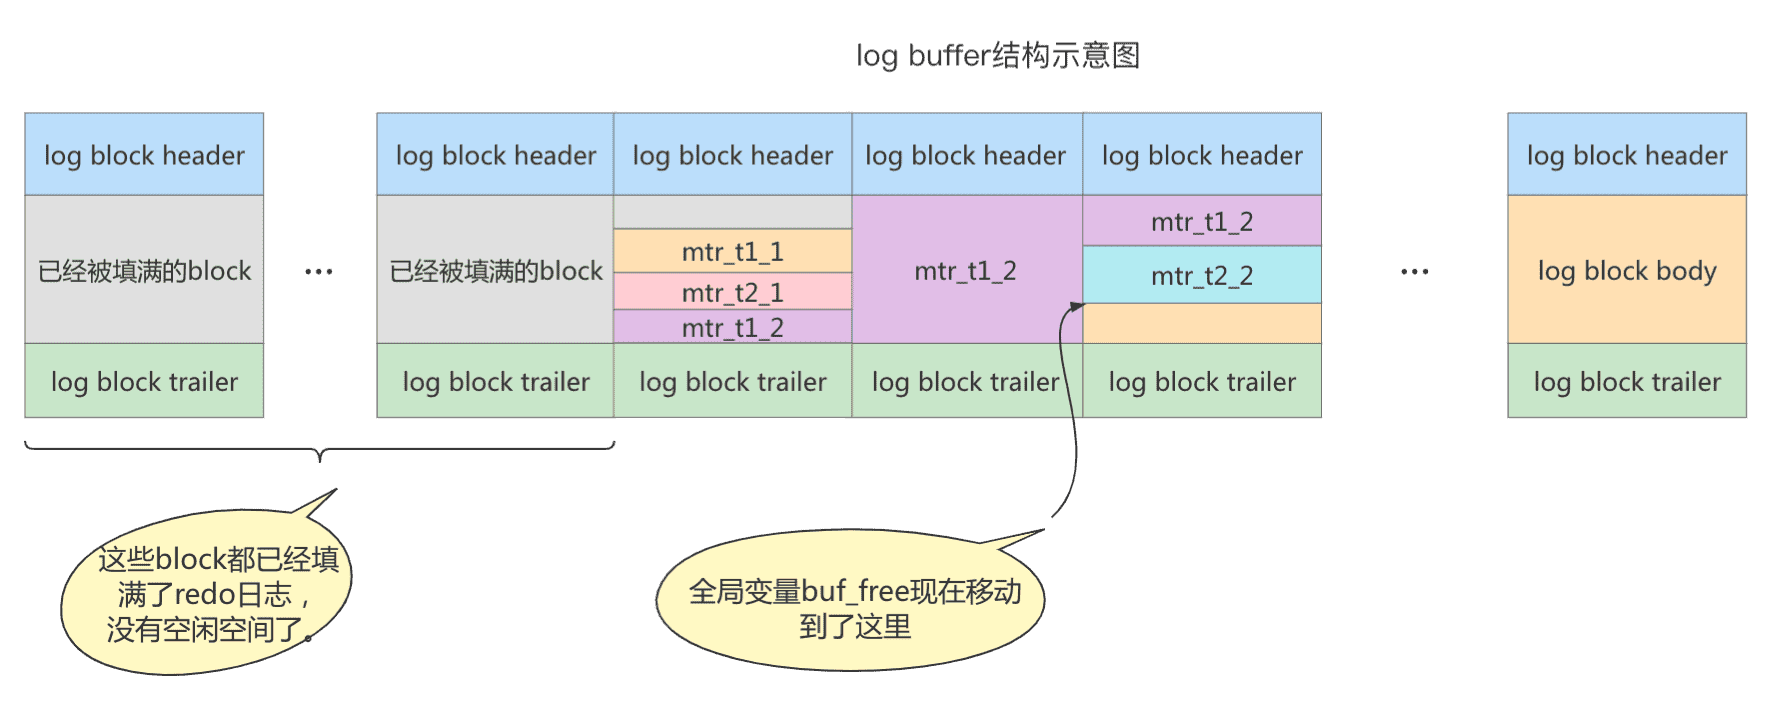 log buffer结构示意图
log block header
log block header
log block header
log block header
log block header
log block header
已经被填满的block
...
已经被填满的block
mtr_t1_1
mtr_t2_1
mtr_t1_2
mtr_t1_2
mtr_t1_2
mtr_t2_2
...
log block body
log block trailer
log block trailer
log block trailer
log block trailer
log block trailer
log block trailer
这些block都已经填
满了redo日志，
没有空闲空间了。
全局变量buf_free现在移动
到了这里